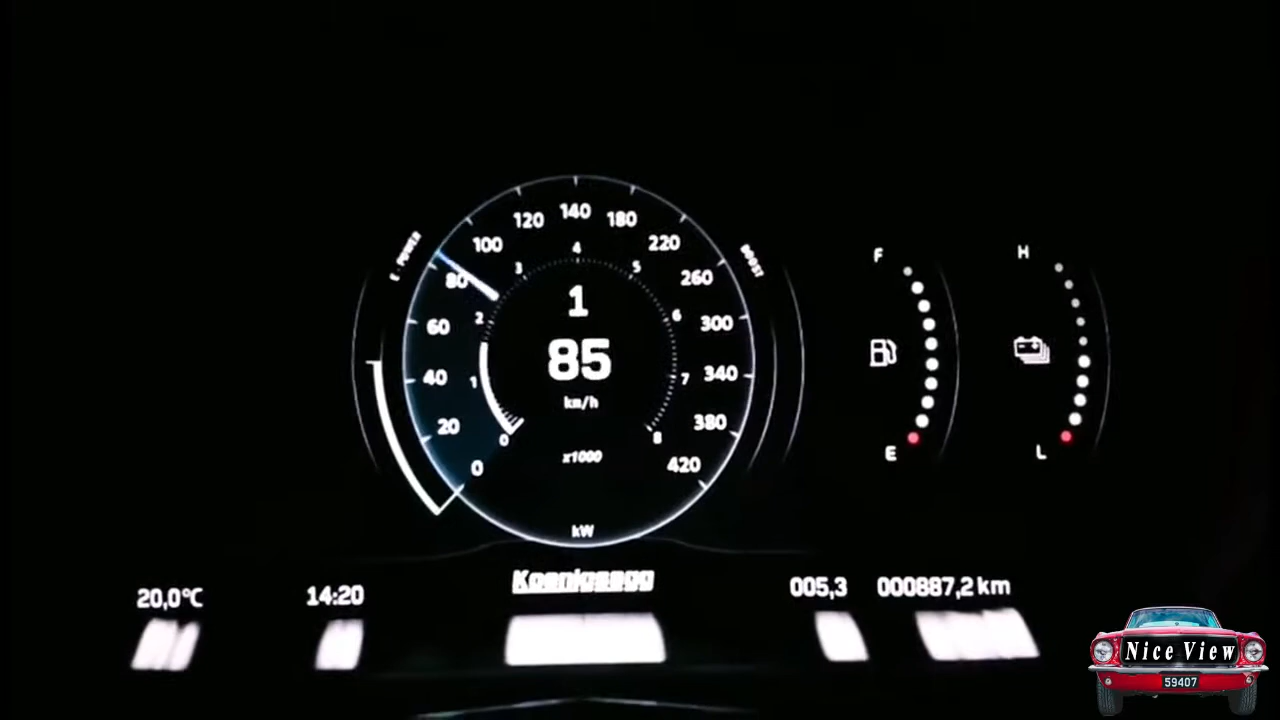 E-POWER
BOOST
0
20
40
60
80
100
120
140
180
220
260
300
340
380
420
0
1
2
3
4
5
6
7
8
1
85
km/h
x1000
kW
F
E
H
L
20,0°C
14:20
Koenigsegg
005,3
000887,2 km
Nice View
59407